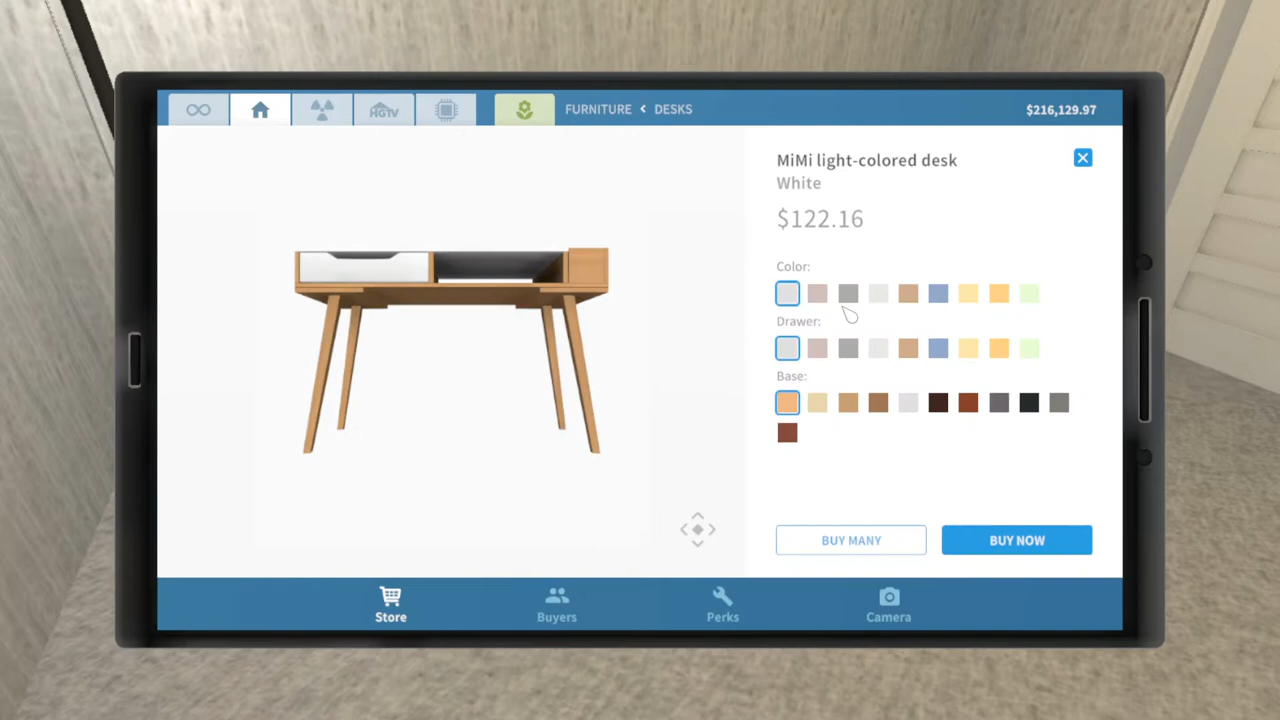 HGTV
FURNITURE < DESKS
$216,129.97
MiMi light-colored desk
White
$122.16
Color:
Drawer:
Base:
BUY MANY
BUY NOW
Store
Buyers
Perks
Camera